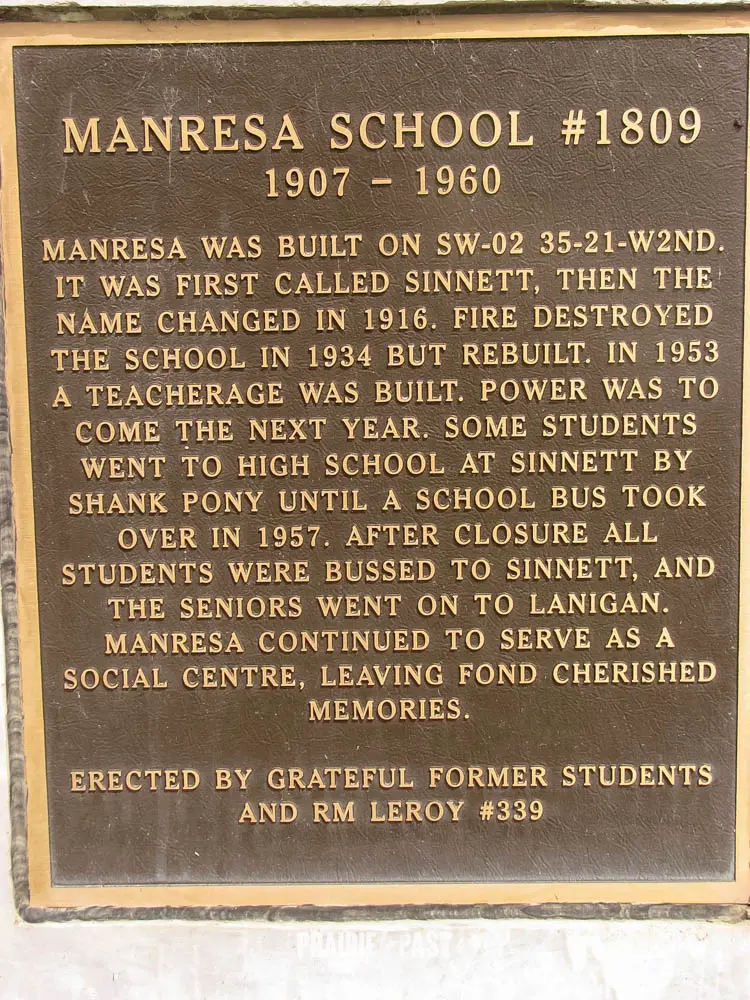 MANRESA SCHOOL #1809
1907 - 1960
MANRESA WAS BUILT ON SW-02 35-21-W2ND.
IT WAS FIRST CALLED SINNETT, THEN THE
NAME CHANGED IN 1916. FIRE DESTROYED
THE SCHOOL IN 1934 BUT REBUILT. IN 1953
A TEACHERAGE WAS BUILT. POWER WAS TO
COME THE NEXT YEAR. SOME STUDENTS
WENT TO HIGH SCHOOL AT SINNETT BY
SHANK PONY UNTIL A SCHOOL BUS TOOK
OVER IN 1957. AFTER CLOSURE ALL
STUDENTS WERE BUSSED TO SINNETT, AND
THE SENIORS WENT ON TO LANIGAN.
MANRESA CONTINUED TO SERVE AS A
SOCIAL CENTRE, LEAVING FOND CHERISHED
MEMORIES.
ERECTED BY GRATEFUL FORMER STUDENTS
AND RM LEROY #339
PRAIRIE PAST